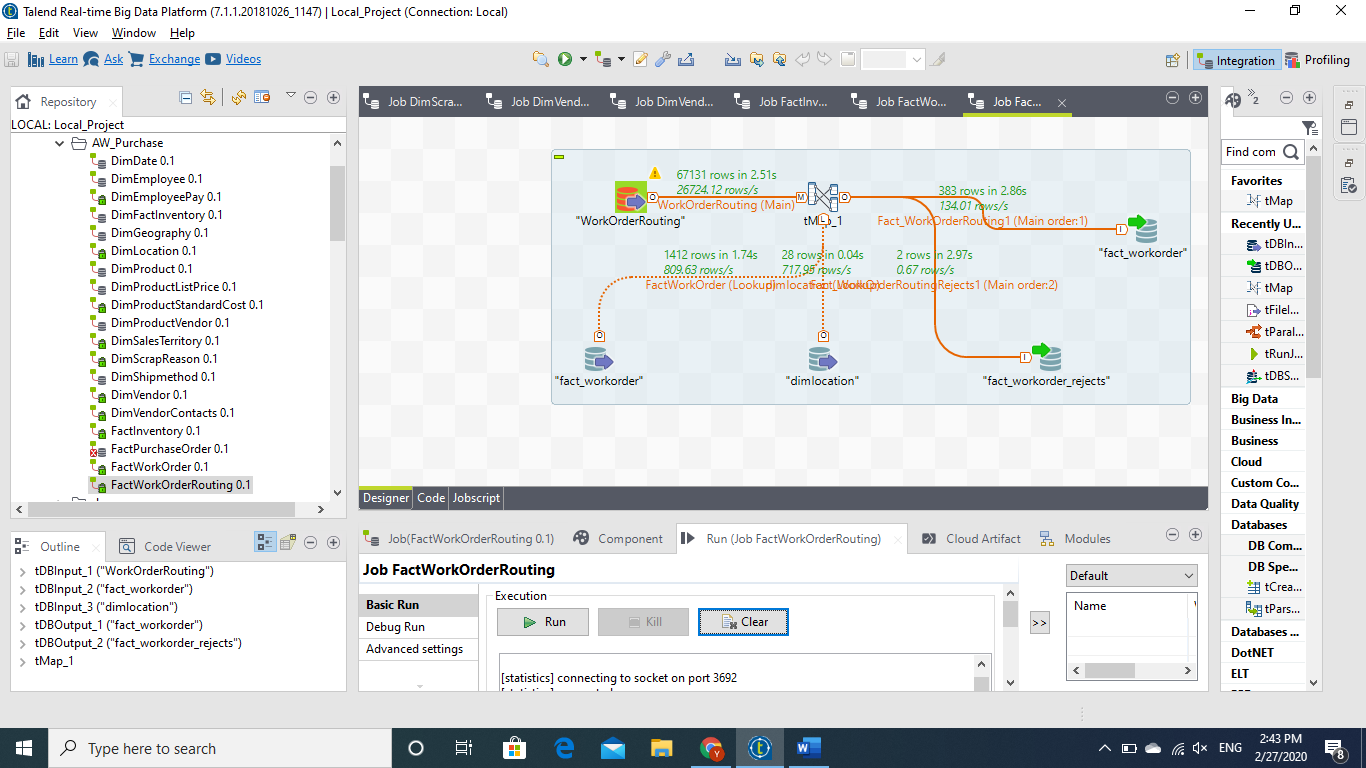 Talend Real-time Big Data Platform (7.1.1.20181026_1147) | Local_Project (Connection: Local)
File Edit View Window Help
Learn Ask Exchange Videos
Integration Profiling
Repository
LOCAL: Local_Project
AW_Purchase
DimDate 0.1
DimEmployee 0.1
DimEmployeePay 0.1
DimFactInventory 0.1
DimGeography 0.1
DimLocation 0.1
DimProduct 0.1
DimProductListPrice 0.1
DimProductStandardCost 0.1
DimProductVendor 0.1
DimSalesTerritory 0.1
DimScrapReason 0.1
DimShipmethod 0.1
DimVendor 0.1
DimVendorContacts 0.1
FactInventory 0.1
FactPurchaseOrder 0.1
FactWorkOrder 0.1
FactWorkOrderRouting 0.1
Job DimScra... Job DimVend... Job DimVend... Job FactInv... Job FactWo... Job Fac...
67131 rows in 2.51s
26724.12 rows/s
WorkOrderRouting (Main)
"WorkOrderRouting"
tMap_1
383 rows in 2.86s
134.01 rows/s
Fact_WorkOrderRouting1 (Main order:1)
"fact_workorder"
1412 rows in 1.74s
809.63 rows/s
FactWorkOrder (Lookup)
28 rows in 0.04s
717.95 rows/s
dimlocation (Lookup)
2 rows in 2.97s
0.67 rows/s
Fact_WorkOrderRoutingRejects1 (Main order:2)
"fact_workorder"
"dimlocation"
"fact_workorder_rejects"
Designer Code Jobscript
2
Find com
Favorites
tMap
Recently U...
tDBIn...
tDBO...
tMap
tFileI...
tParal...
tRunJ...
tDBS...
Big Data
Business In...
Business
Cloud
Custom Co...
Data Quality
Databases
DB Com...
DB Spe...
tCrea...
tPars...
Databases ...
DotNET
ELT
Outline Code Viewer
tDBInput_1 ("WorkOrderRouting")
tDBInput_2 ("fact_workorder")
tDBInput_3 ("dimlocation")
tDBOutput_1 ("fact_workorder")
tDBOutput_2 ("fact_workorder_rejects")
tMap_1
Job(FactWorkOrderRouting 0.1) Component Run (Job FactWorkOrderRouting) Cloud Artifact Modules
Job FactWorkOrderRouting
Basic Run
Debug Run
Advanced settings
Execution
Run Kill Clear
[statistics] connecting to socket on port 3692
>>
Default
Name
Type here to search
ENG
2:43 PM
2/27/2020
8